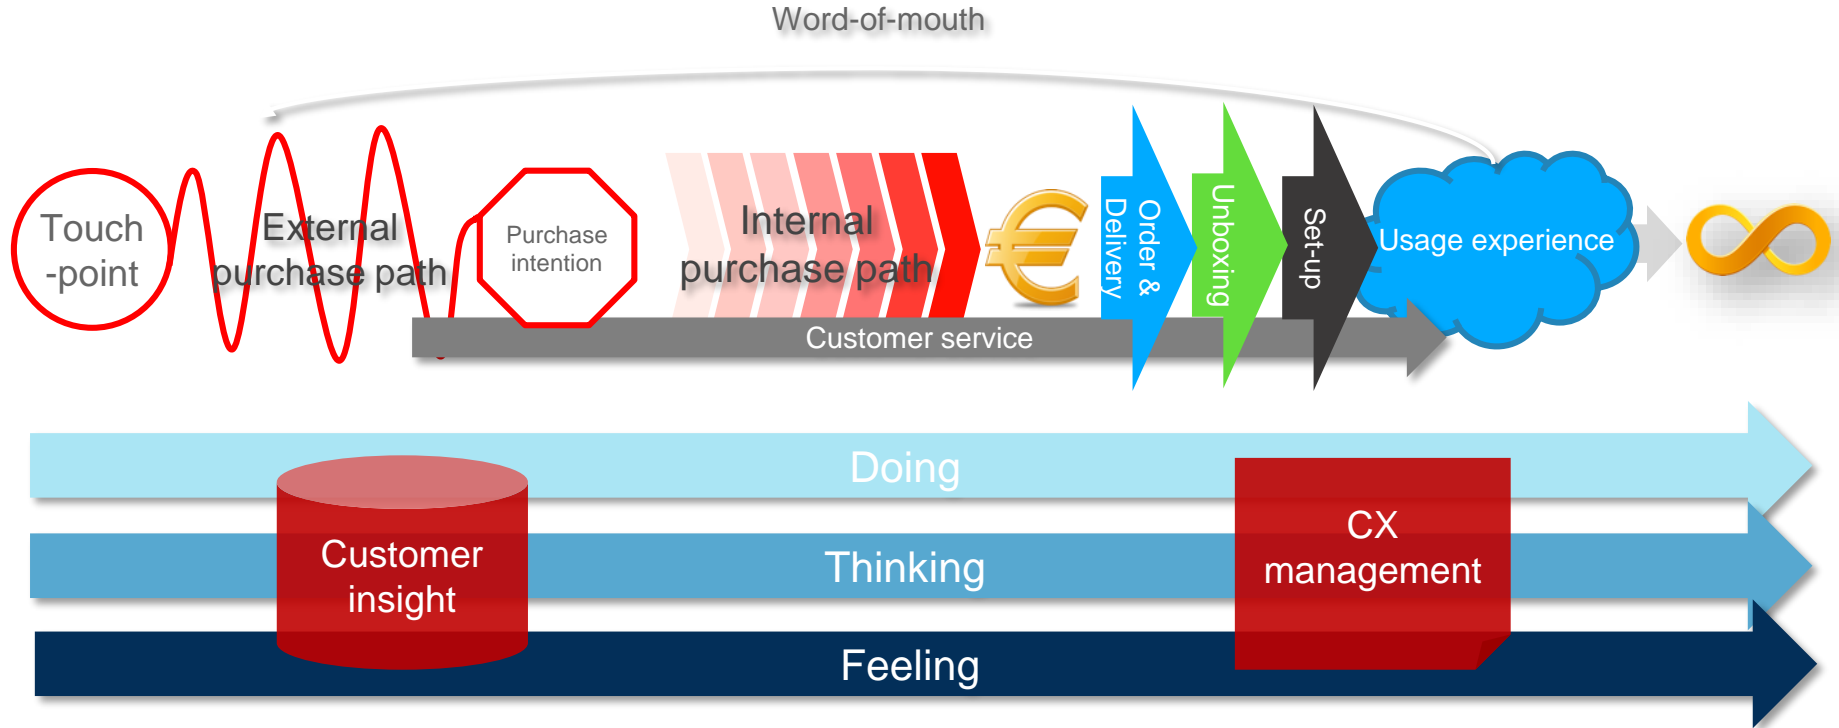 Word-of-mouth
Touch
-point
External
purchase path
Purchase
intention
Internal
purchase path
Order &
Delivery
Unboxing
Set-up
Usage experience
Customer service
Doing
Customer
insight
CX
management
Thinking
Feeling